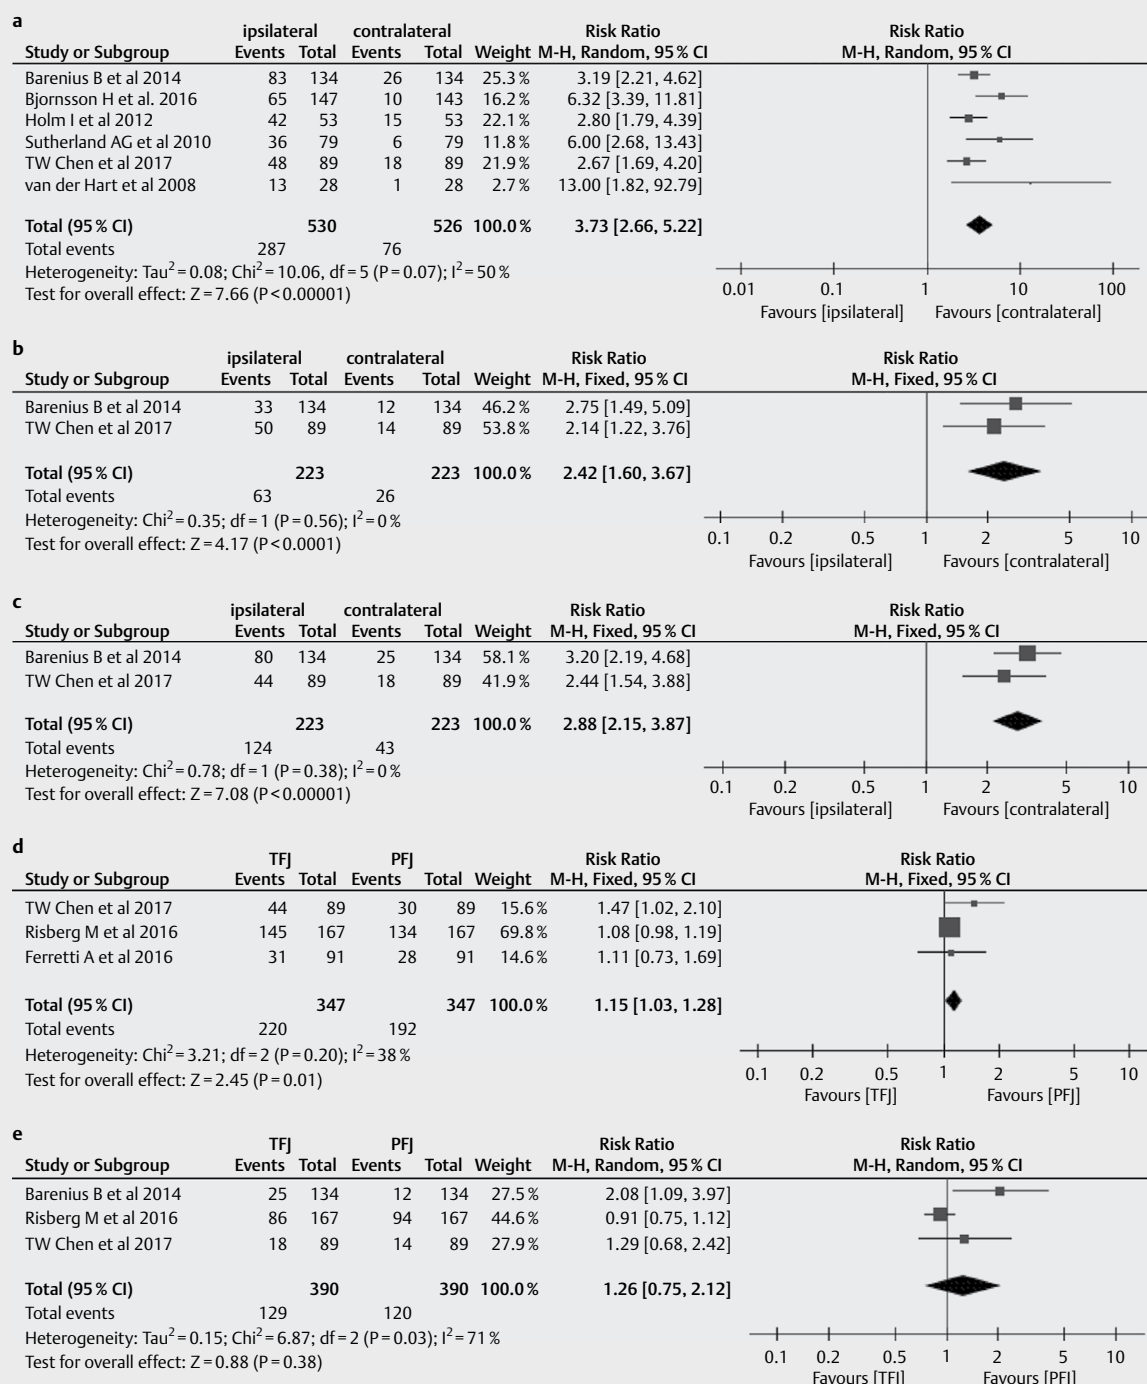 a
ipsilateral contralateral Risk Ratio Risk Ratio
Study or Subgroup Events Total Events Total Weight M-H, Random, 95 % CI M-H, Random, 95 % CI
Barenius B et al 2014 83 134 26 134 25.3 % 3.19 [2.21, 4.62]
Bjornsson H et al. 2016 65 147 10 143 16.2 % 6.32 [3.39, 11.81]
Holm I et al 2012 42 53 15 53 22.1 % 2.80 [1.79, 4.39]
Sutherland AG et al 2010 36 79 6 79 11.8 % 6.00 [2.68, 13.43]
TW Chen et al 2017 48 89 18 89 21.9 % 2.67 [1.69, 4.20]
van der Hart et al 2008 13 28 1 28 2.7 % 13.00 [1.82, 92.79]
Total (95 % CI) 530 526 100.0 % 3.73 [2.66, 5.22]
Total events 287 76
Heterogeneity: Tau² = 0.08; Chi² = 10.06, df = 5 (P = 0.07); I² = 50 %
Test for overall effect: Z = 7.66 (P < 0.00001)
0.01 0.1 1 10 100
Favours [ipsilateral] Favours [contralateral]
b
ipsilateral contralateral Risk Ratio Risk Ratio
Study or Subgroup Events Total Events Total Weight M-H, Fixed, 95 % CI M-H, Fixed, 95 % CI
Barenius B et al 2014 33 134 12 134 46.2 % 2.75 [1.49, 5.09]
TW Chen et al 2017 50 89 14 89 53.8 % 2.14 [1.22, 3.76]
Total (95 % CI) 223 223 100.0 % 2.42 [1.60, 3.67]
Total events 63 26
Heterogeneity: Chi² = 0.35; df = 1 (P = 0.56); I² = 0 %
Test for overall effect: Z = 4.17 (P < 0.0001)
0.1 0.2 0.5 1 2 5 10
Favours [ipsilateral] Favours [contralateral]
c
ipsilateral contralateral Risk Ratio Risk Ratio
Study or Subgroup Events Total Events Total Weight M-H, Fixed, 95 % CI M-H, Fixed, 95 % CI
Barenius B et al 2014 80 134 25 134 58.1 % 3.20 [2.19, 4.68]
TW Chen et al 2017 44 89 18 89 41.9 % 2.44 [1.54, 3.88]
Total (95 % CI) 223 223 100.0 % 2.88 [2.15, 3.87]
Total events 124 43
Heterogeneity: Chi² = 0.78; df = 1 (P = 0.38); I² = 0 %
Test for overall effect: Z = 7.08 (P < 0.00001)
0.1 0.2 0.5 1 2 5 10
Favours [ipsilateral] Favours [contralateral]
d
TFJ PFJ Risk Ratio Risk Ratio
Study or Subgroup Events Total Events Total Weight M-H, Fixed, 95 % CI M-H, Fixed, 95 % CI
TW Chen et al 2017 44 89 30 89 15.6 % 1.47 [1.02, 2.10]
Risberg M et al 2016 145 167 134 167 69.8 % 1.08 [0.98, 1.19]
Ferretti A et al 2016 31 91 28 91 14.6 % 1.11 [0.73, 1.69]
Total (95 % CI) 347 347 100.0 % 1.15 [1.03, 1.28]
Total events 220 192
Heterogeneity: Chi² = 3.21; df = 2 (P = 0.20); I² = 38 %
Test for overall effect: Z = 2.45 (P = 0.01)
0.1 0.2 0.5 1 2 5 10
Favours [TFJ] Favours [PFJ]
e
TFJ PFJ Risk Ratio Risk Ratio
Study or Subgroup Events Total Events Total Weight M-H, Random, 95 % CI M-H, Random, 95 % CI
Barenius B et al 2014 25 134 12 134 27.5 % 2.08 [1.09, 3.97]
Risberg M et al 2016 86 167 94 167 44.6 % 0.91 [0.75, 1.12]
TW Chen et al 2017 18 89 14 89 27.9 % 1.29 [0.68, 2.42]
Total (95 % CI) 390 390 100.0 % 1.26 [0.75, 2.12]
Total events 129 120
Heterogeneity: Tau² = 0.15; Chi² = 6.87; df = 2 (P = 0.03); I² = 71 %
Test for overall effect: Z = 0.88 (P = 0.38)
0.1 0.2 0.5 1 2 5 10
Favours [TFJ] Favours [PFJ]